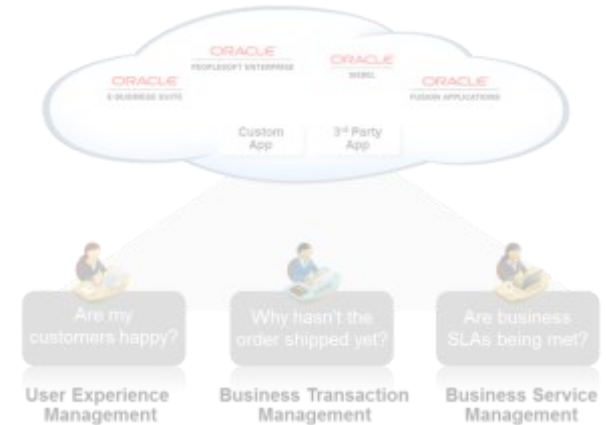 ORACLE
PEOPLESOFT ENTERPRISE
ORACLE
SIEBEL
ORACLE
E-BUSINESS SUITE
ORACLE
FUSION APPLICATIONS
Custom
App
3rd Party
App
Are my
customers happy?
Why hasn't the
order shipped yet?
Are business
SLAs being met?
User Experience
Management
Business Transaction
Management
Business Service
Management